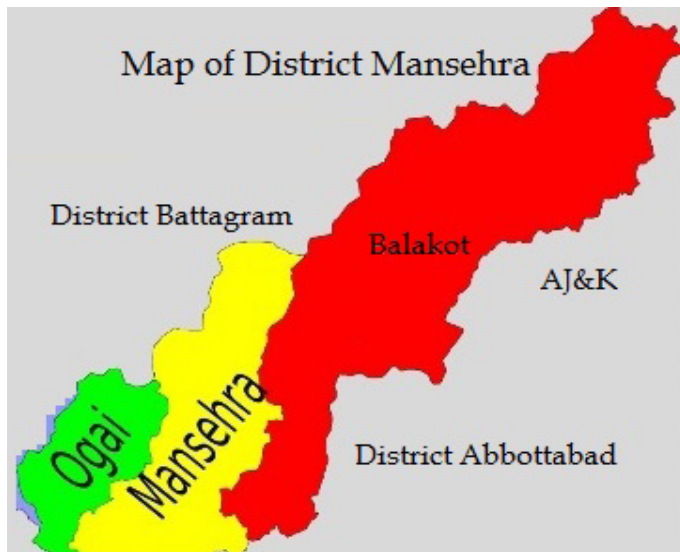 Map of District Mansehra
District Battagram
Balakot
AJ&K
Ogai
Mansehra
District Abbottabad